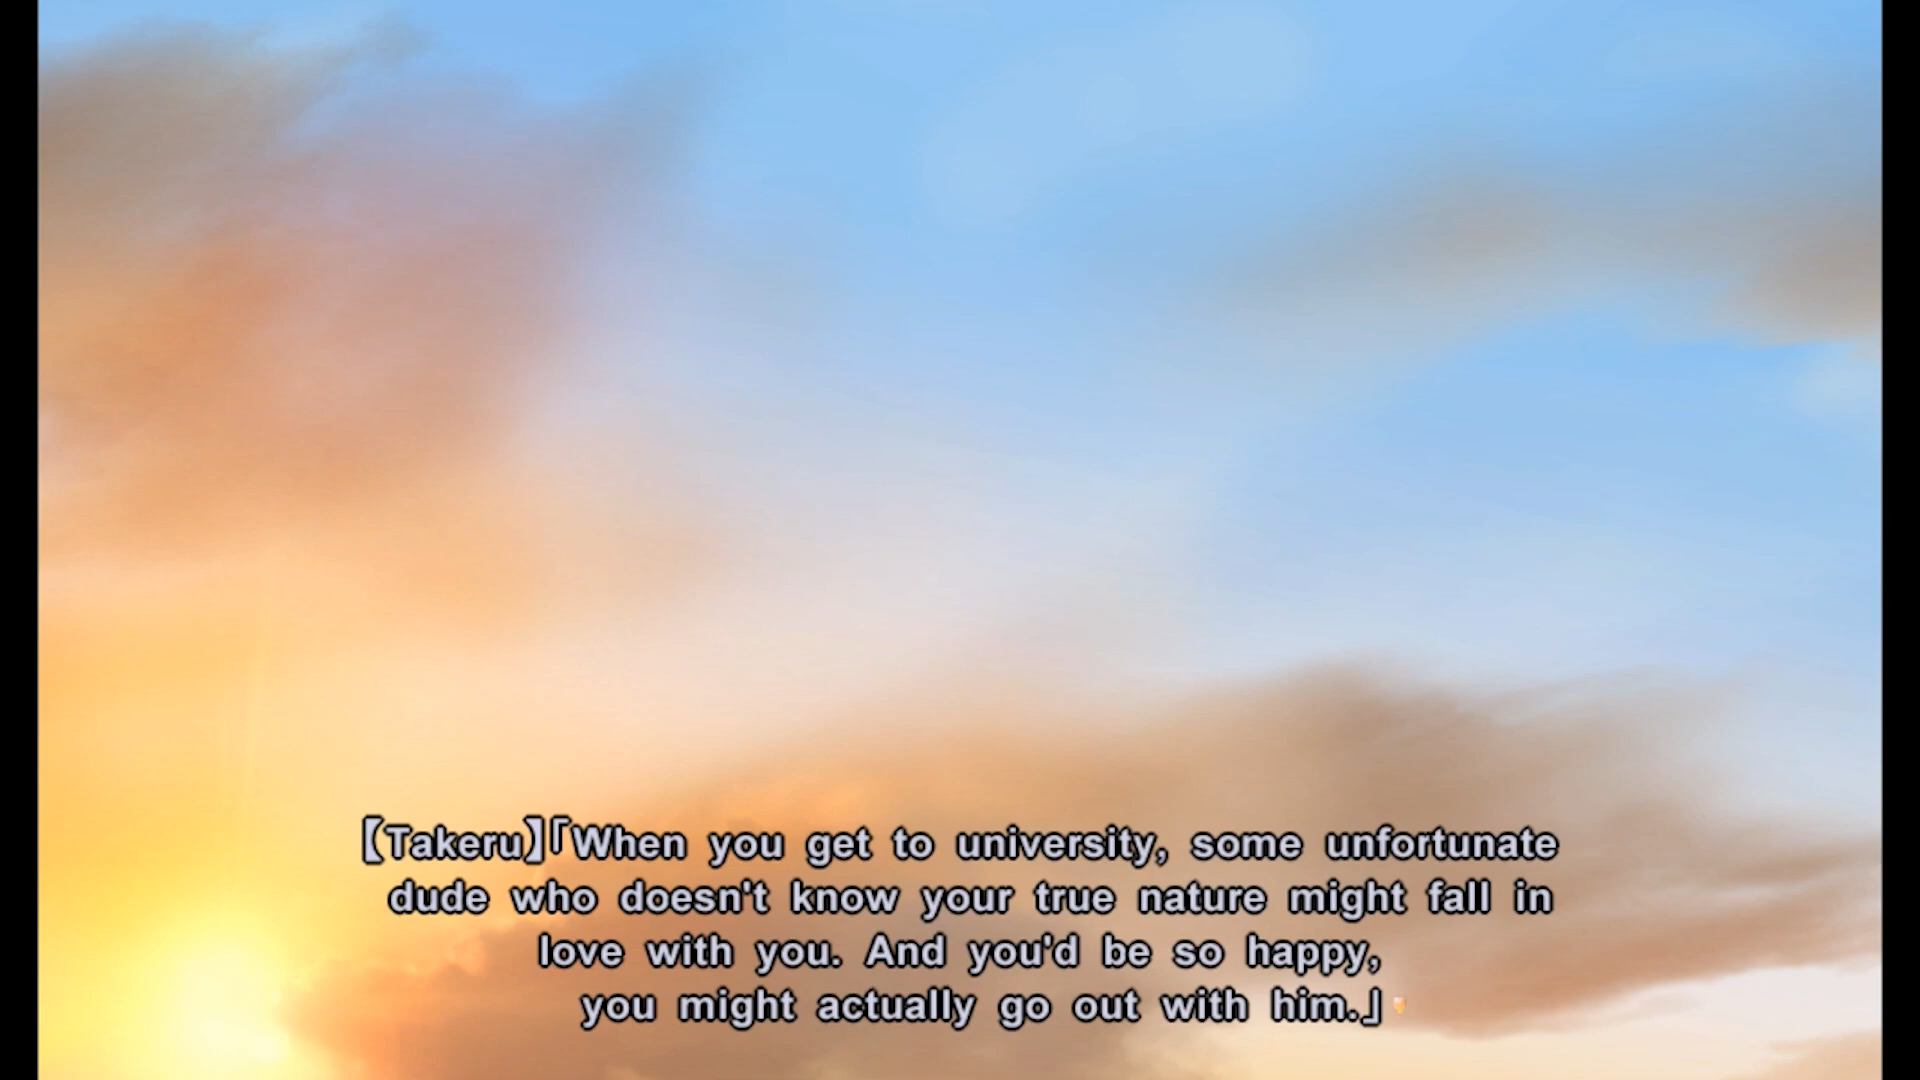 【Takeru】「When you get to university, some unfortunate
dude who doesn't know your true nature might fall in
love with you. And you'd be so happy,
you might actually go out with him.」